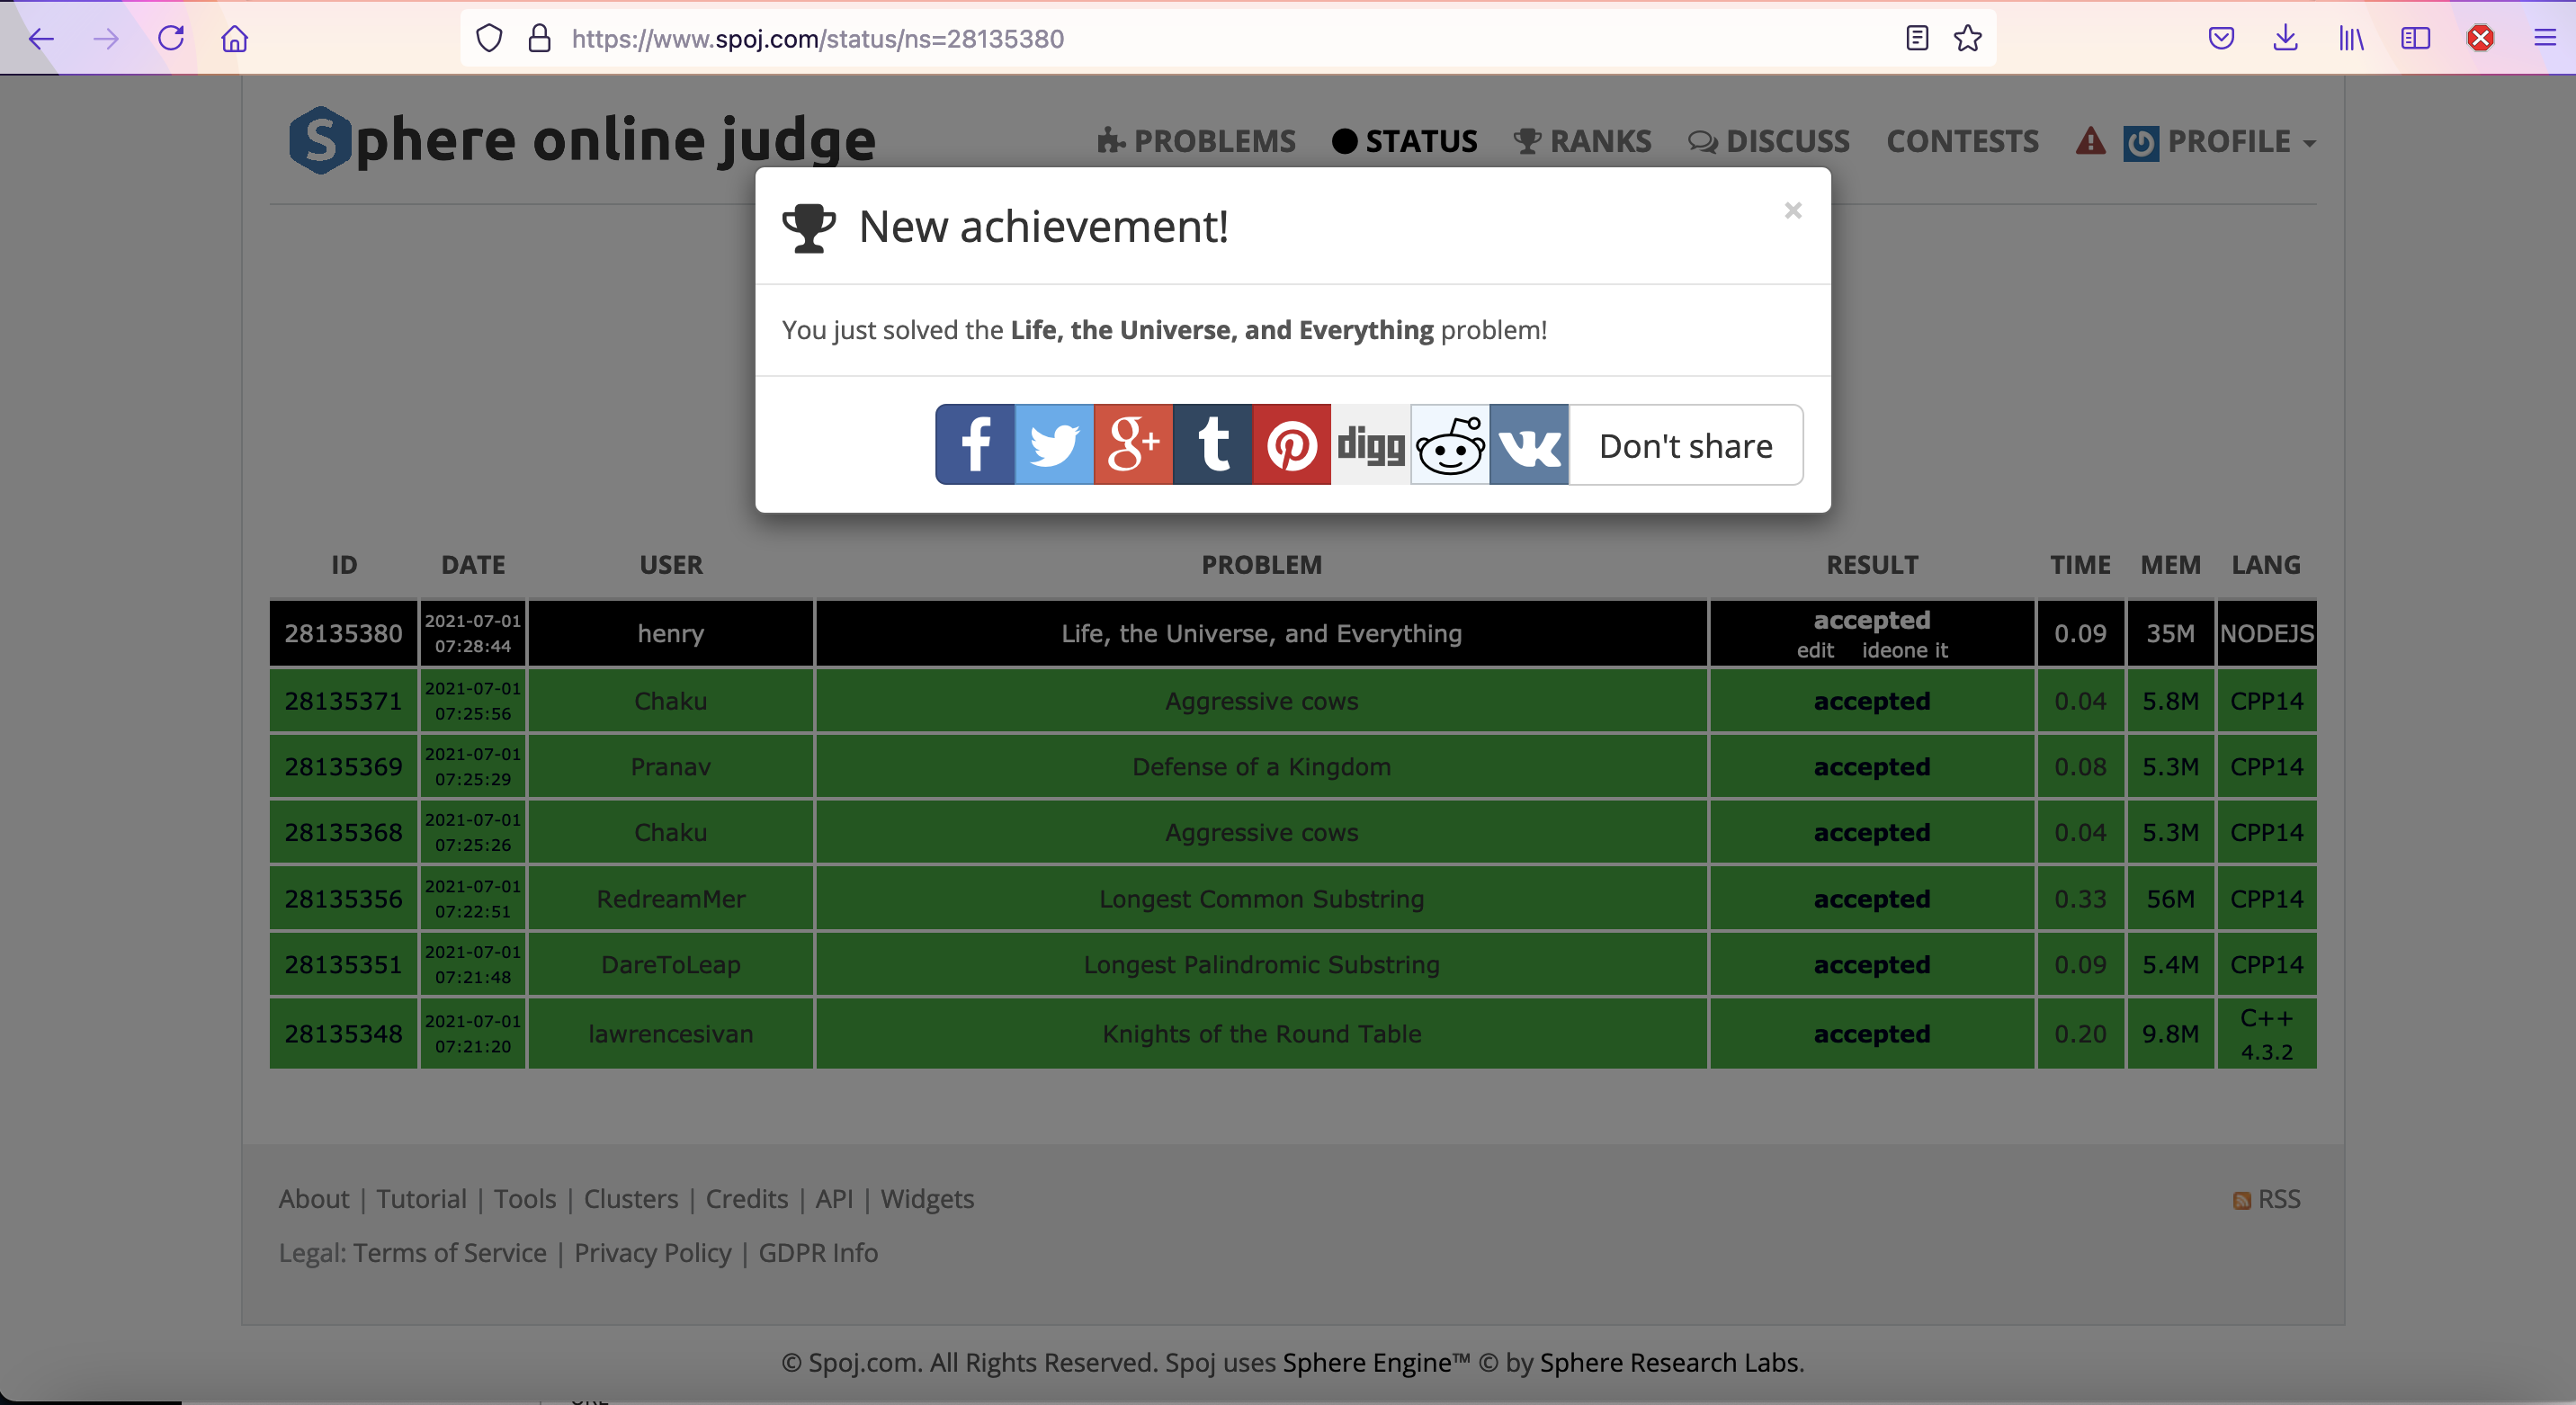 https://www.spoj.com/status/ns=28135380
Sphere online judge
PROBLEMS STATUS RANKS DISCUSS CONTESTS PROFILE
New achievement! ×
You just solved the Life, the Universe, and Everything problem!
f g+ t digg Don't share
ID DATE USER PROBLEM RESULT TIME MEM LANG
28135380 2021-07-01 07:28:44 henry Life, the Universe, and Everything accepted edit ideone it 0.09 35M NODEJS
28135371 2021-07-01 07:25:56 Chaku Aggressive cows accepted 0.04 5.8M CPP14
28135369 2021-07-01 07:25:29 Pranav Defense of a Kingdom accepted 0.08 5.3M CPP14
28135368 2021-07-01 07:25:26 Chaku Aggressive cows accepted 0.04 5.3M CPP14
28135356 2021-07-01 07:22:51 RedreamMer Longest Common Substring accepted 0.33 56M CPP14
28135351 2021-07-01 07:21:48 DareToLeap Longest Palindromic Substring accepted 0.09 5.4M CPP14
28135348 2021-07-01 07:21:20 lawrencesivan Knights of the Round Table accepted 0.20 9.8M C++ 4.3.2
About | Tutorial | Tools | Clusters | Credits | API | Widgets RSS
Legal: Terms of Service | Privacy Policy | GDPR Info
© Spoj.com. All Rights Reserved. Spoj uses Sphere Engine™ © by Sphere Research Labs.